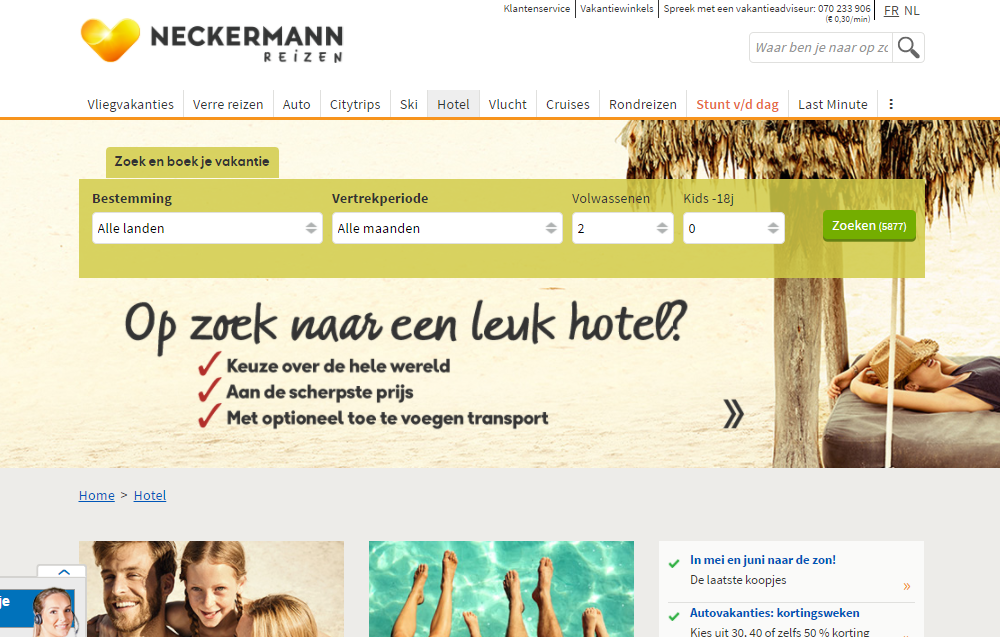 Klantenservice
Vakantiewinkels
Spreek met een vakantieadviseur: 070 233 906
(€ 0,30/min)
FR NL
NECKERMANN
REIZEN
Waar ben je naar op zo
Vliegvakanties
Verre reizen
Auto
Citytrips
Ski
Hotel
Vlucht
Cruises
Rondreizen
Stunt v/d dag
Last Minute
Zoek en boek je vakantie
Bestemming
Vertrekperiode
Volwassenen
Kids -18j
Alle landen
Alle maanden
2
0
Zoeken (5877)
Op zoek naar een leuk hotel?
Keuze over de hele wereld
Aan de scherpste prijs
Met optioneel toe te voegen transport
Home > Hotel
In mei en juni naar de zon!
De laatste koopjes
»
Autovakanties: kortingsweken
Kies uit 30, 40 of zelfs 50 % korting
je